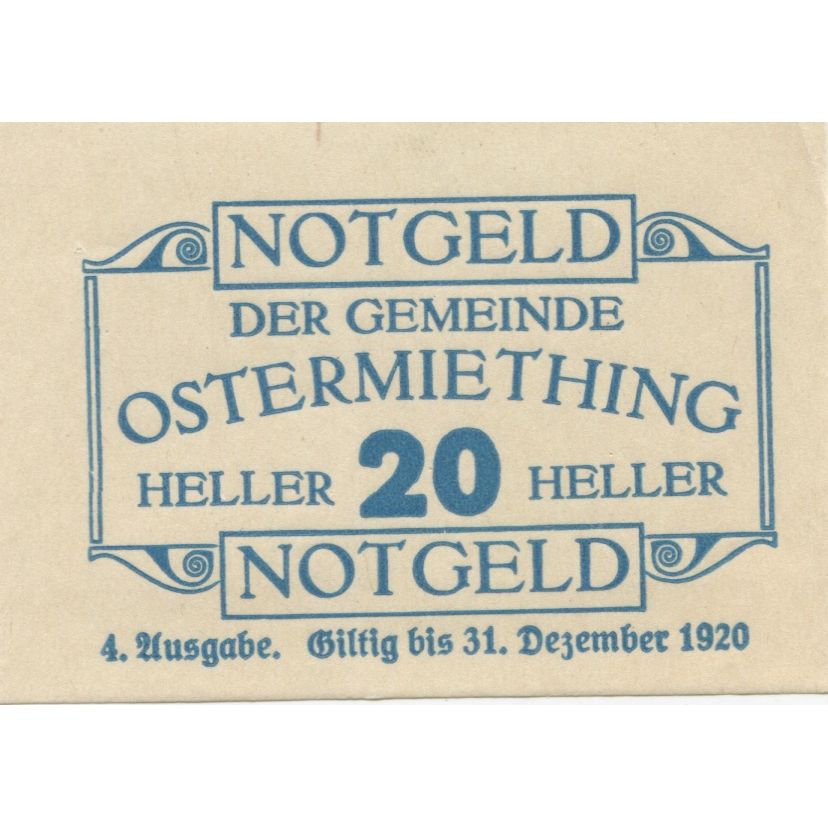 NOTGELD
DER GEMEINDE
OSTERMIETHING
HELLER 20 HELLER
NOTGELD
4. Ausgabe. Giltig bis 31. Dezember 1920